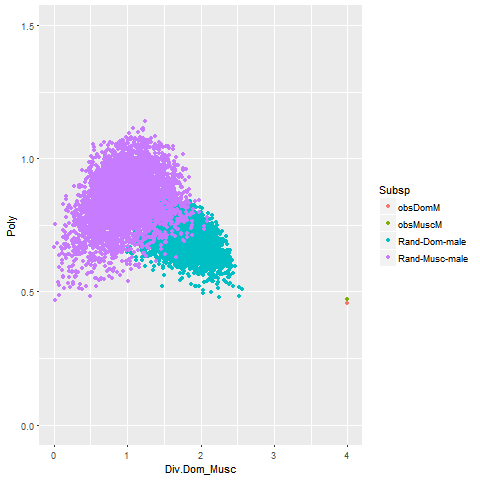 1.5
1.0
0.5
0.0
Poly
0 1 2 3 4
Div.Dom_Musc
Subsp
obsDomM
obsMuscM
Rand-Dom-male
Rand-Musc-male